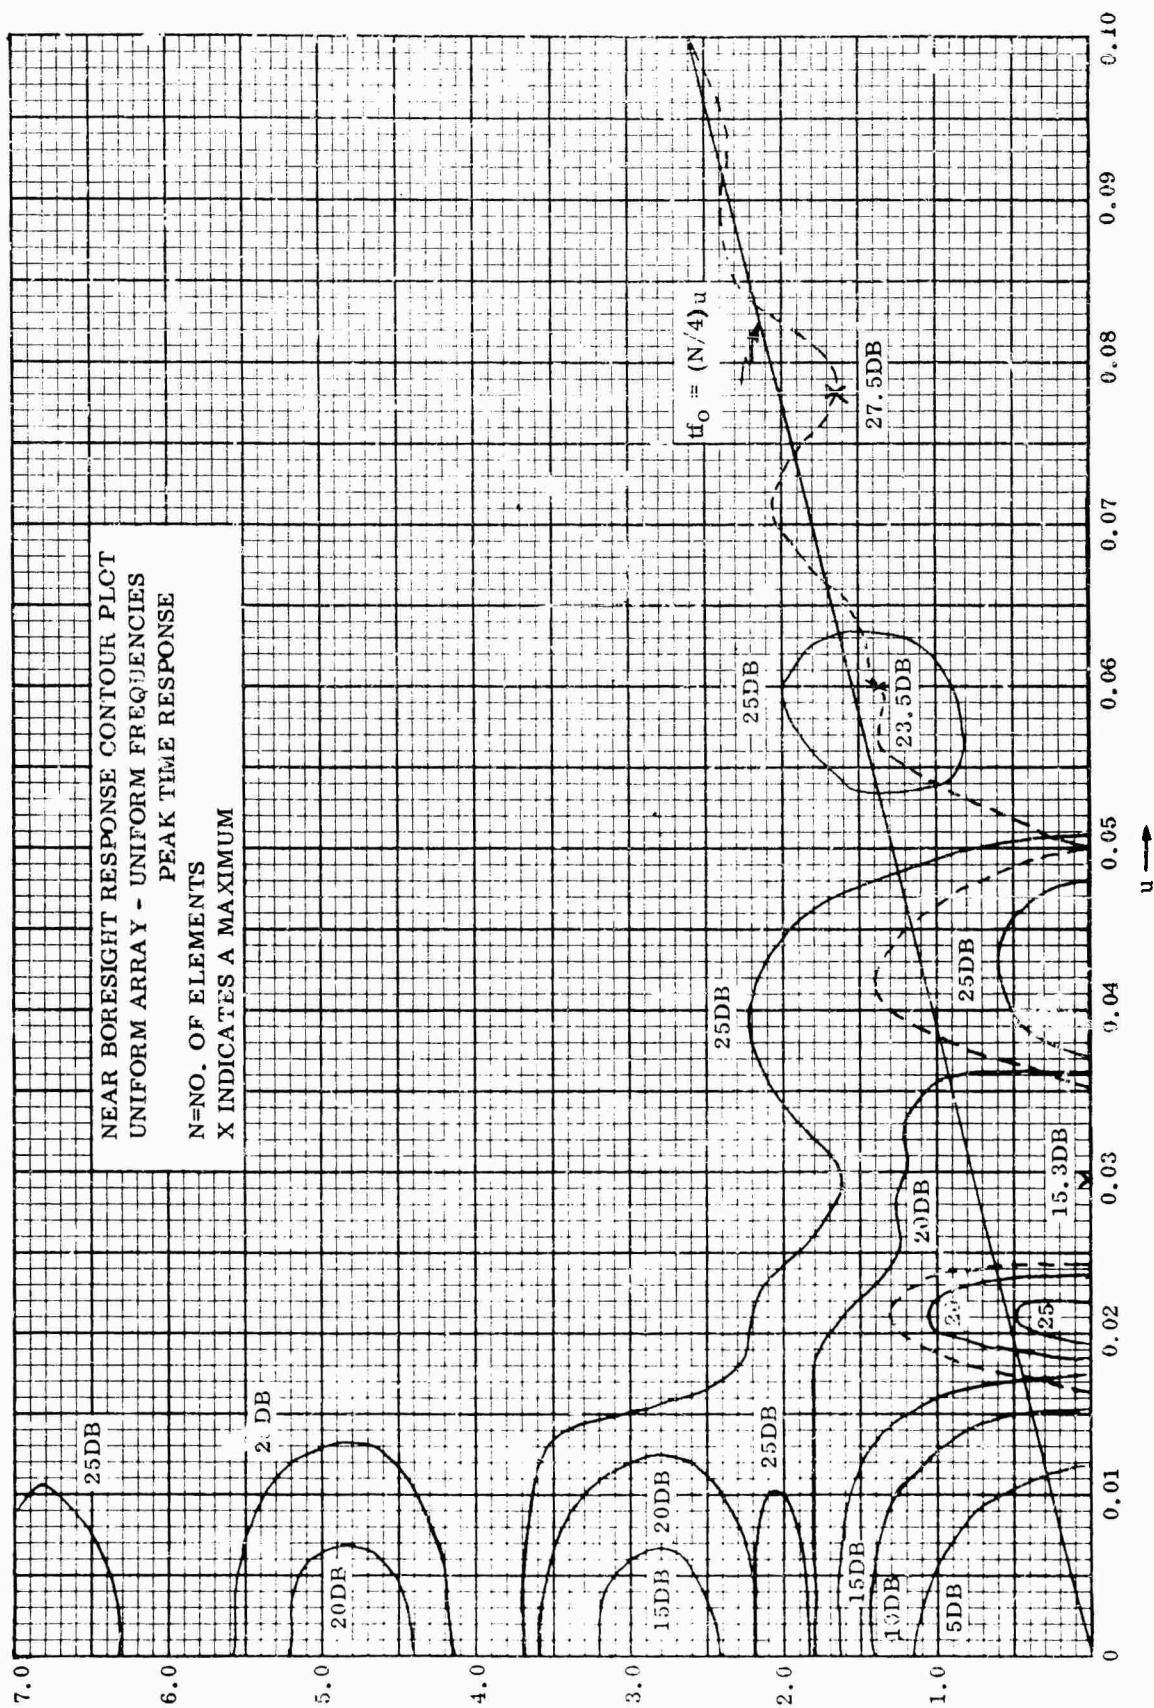 NEAR BORESIGHT RESPONSE CONTOUR PLOT
UNIFORM ARRAY - UNIFORM FREQUENCIES
PEAK TIME RESPONSE
N=NO. OF ELEMENTS
X INDICATES A MAXIMUM
7.0
6.0
5.0
4.0
3.0
2.0
1.0
25DB
20DB
15DB
20DB
25DB
15DB
10DB
5DB
20DB
25
25DB
20DB
15.3DB
25DB
25DB
23.5DB
tf₀ = (N/4)u
27.5DB
0
0.01
0.02
0.03
0.04
0.05
0.06
0.07
0.08
0.09
0.10
u →